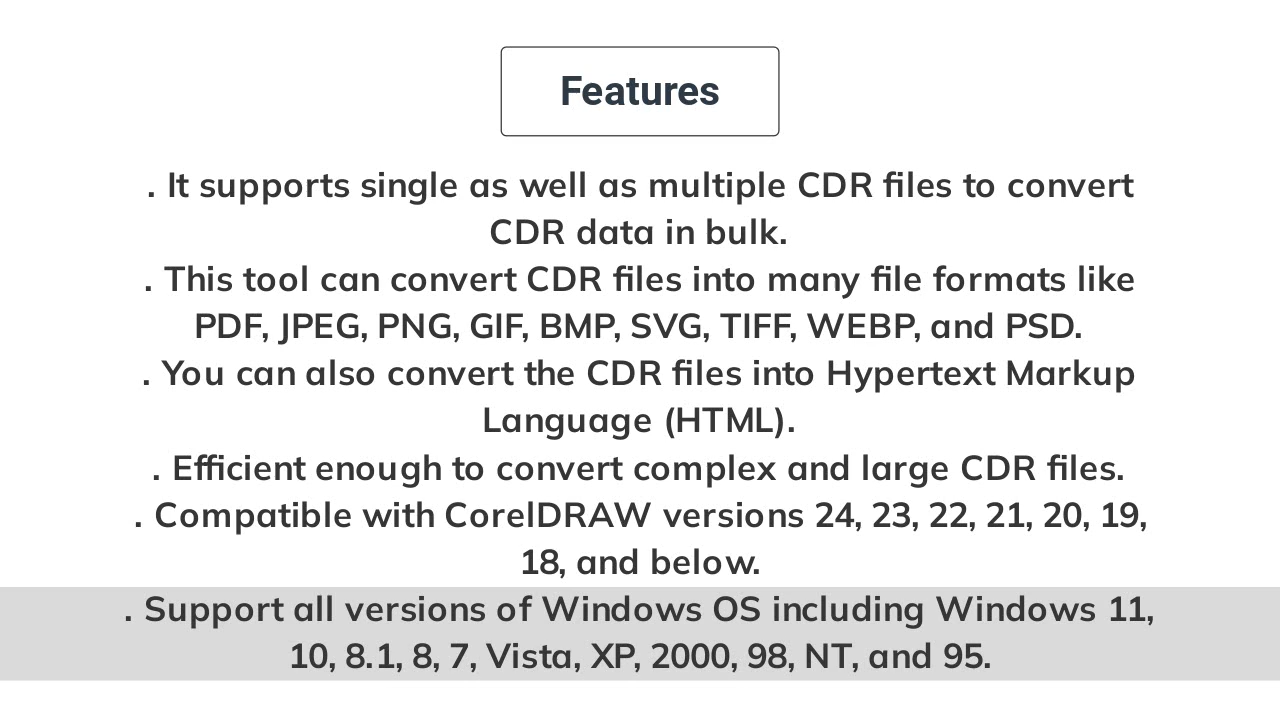 Features
. It supports single as well as multiple CDR files to convert
CDR data in bulk.
. This tool can convert CDR files into many file formats like
PDF, JPEG, PNG, GIF, BMP, SVG, TIFF, WEBP, and PSD.
. You can also convert the CDR files into Hypertext Markup
Language (HTML).
. Efficient enough to convert complex and large CDR files.
. Compatible with CorelDRAW versions 24, 23, 22, 21, 20, 19,
18, and below.
. Support all versions of Windows OS including Windows 11,
10, 8.1, 8, 7, Vista, XP, 2000, 98, NT, and 95.